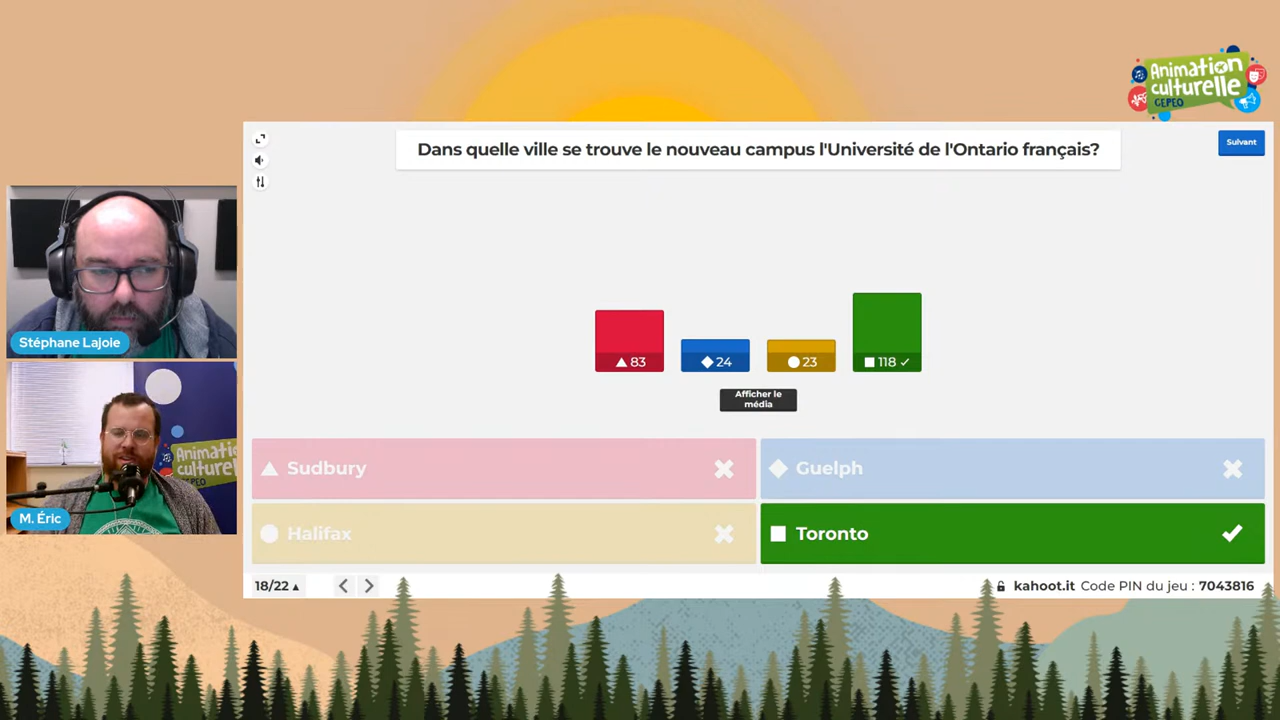 Animation
culturelle
CEPEO
Dans quelle ville se trouve le nouveau campus l'Université de l'Ontario français?
Suivant
83
24
23
118
Afficher le
média
Stéphane Lajoie
Animatio
culturelle
CEPEO
M. Éric
Sudbury
Guelph
Halifax
Toronto
18/22
kahoot.it Code PIN du jeu : 7043816